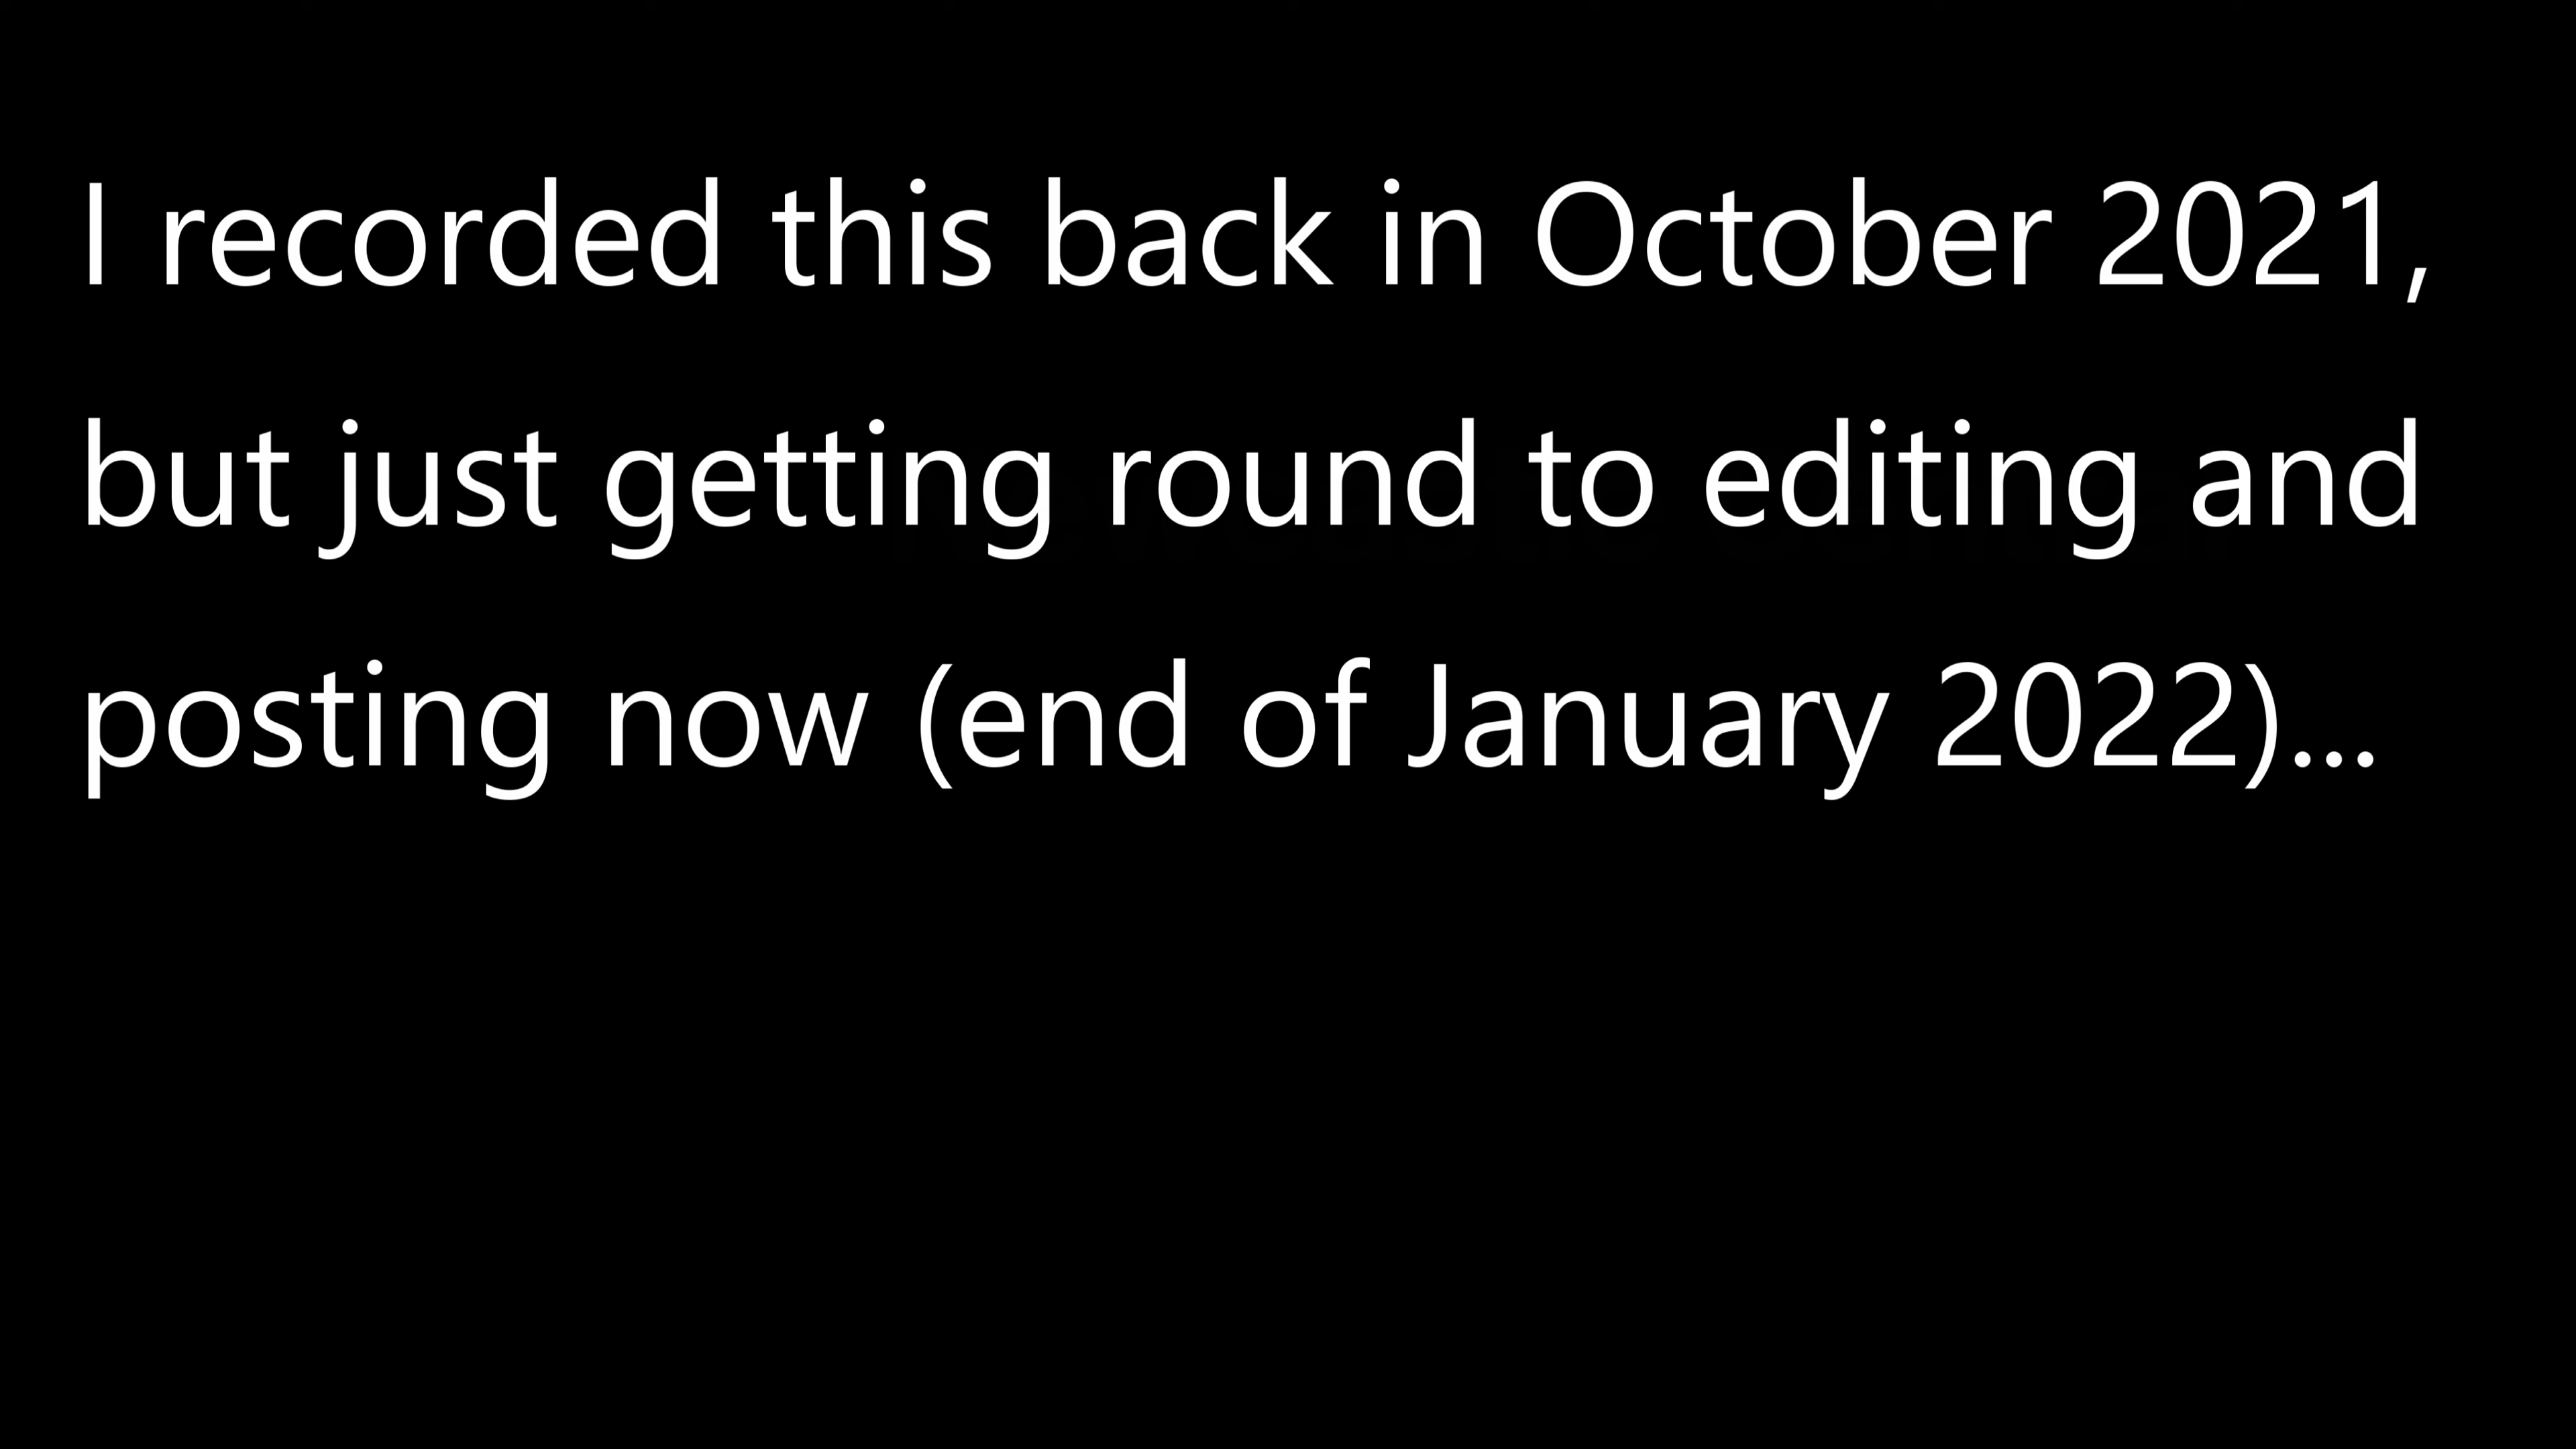 I recorded this back in October 2021,
but just getting round to editing and
posting now (end of January 2022)...